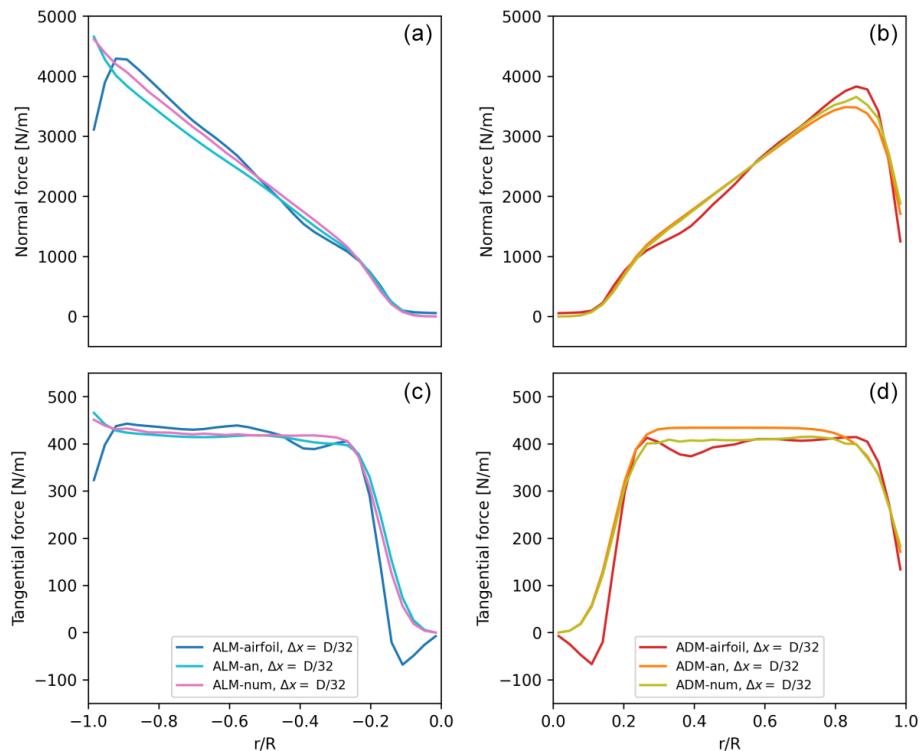 5000
4000
3000
2000
1000
0
Normal force [N/m]
(a)
5000
4000
3000
2000
1000
0
Normal force [N/m]
(b)
500
400
300
200
100
0
−100
Tangential force [N/m]
(c)
ALM-airfoil, Δx = D/32
ALM-an, Δx = D/32
ALM-num, Δx = D/32
−1.0 −0.8 −0.6 −0.4 −0.2 0.0
r/R
500
400
300
200
100
0
−100
Tangential force [N/m]
(d)
ADM-airfoil, Δx = D/32
ADM-an, Δx = D/32
ADM-num, Δx = D/32
0.0 0.2 0.4 0.6 0.8 1.0
r/R